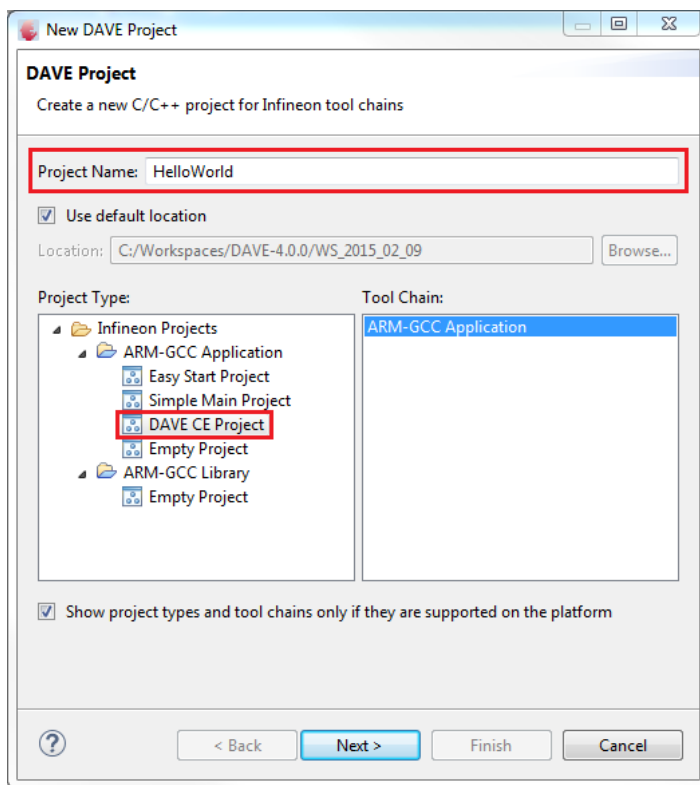 New DAVE Project
DAVE Project
Create a new C/C++ project for Infineon tool chains
Project Name: HelloWorld
Use default location
Location: C:/Workspaces/DAVE-4.0.0/WS_2015_02_09 Browse...
Project Type:
Infineon Projects
ARM-GCC Application
Easy Start Project
Simple Main Project
DAVE CE Project
Empty Project
ARM-GCC Library
Empty Project
Tool Chain:
ARM-GCC Application
Show project types and tool chains only if they are supported on the platform
? < Back Next > Finish Cancel